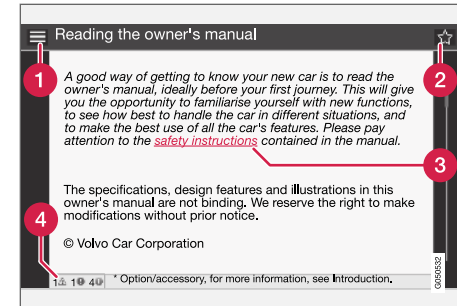 Reading the owner's manual
1
2
A good way of getting to know your new car is to read the
owner's manual, ideally before your first journey. This will give
you the opportunity to familiarise yourself with new functions,
to see how best to handle the car in different situations, and
to make the best use of all the car's features. Please pay
attention to the safety instructions contained in the manual.
3
The specifications, design features and illustrations in this
owner's manual are not binding. We reserve the right to make
modifications without prior notice.
4
© Volvo Car Corporation
1 1 4 * Option/accessory, for more information, see Introduction.
G050532